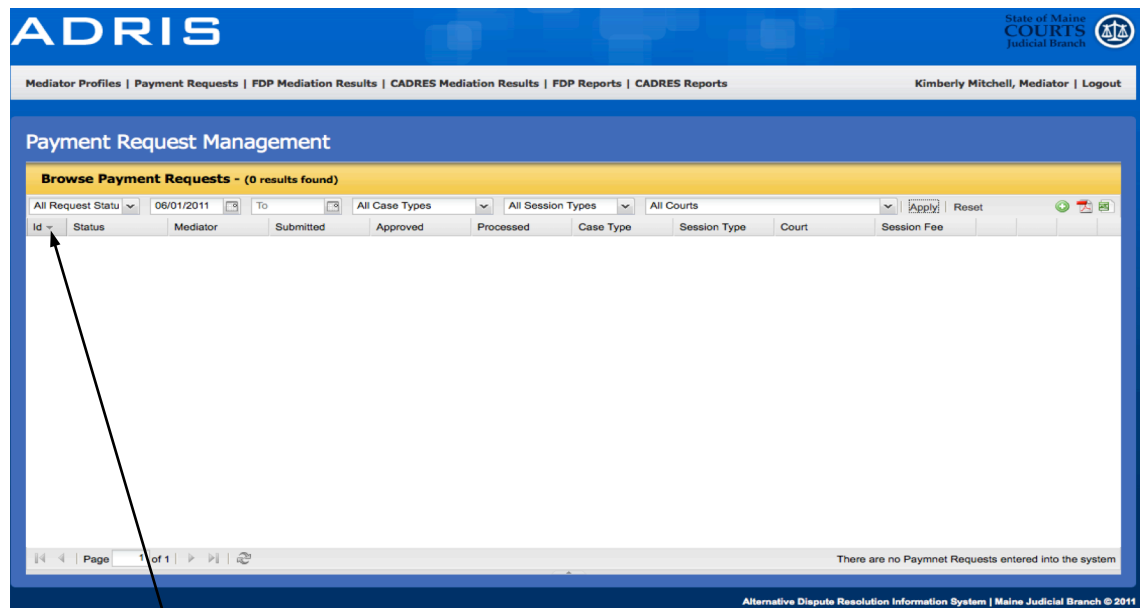 ADRIS
State of Maine
COURTS
Judicial Branch
Mediator Profiles | Payment Requests | FDP Mediation Results | CADRES Mediation Results | FDP Reports | CADRES Reports Kimberly Mitchell, Mediator | Logout
Payment Request Management
Browse Payment Requests - (0 results found)
All Request Statu 06/01/2011 To All Case Types All Session Types All Courts Apply | Reset
Id Status Mediator Submitted Approved Processed Case Type Session Type Court Session Fee
Page 1 of 1 There are no Paymnet Requests entered into the system
Alternative Dispute Resolution Information System | Maine Judicial Branch © 2011